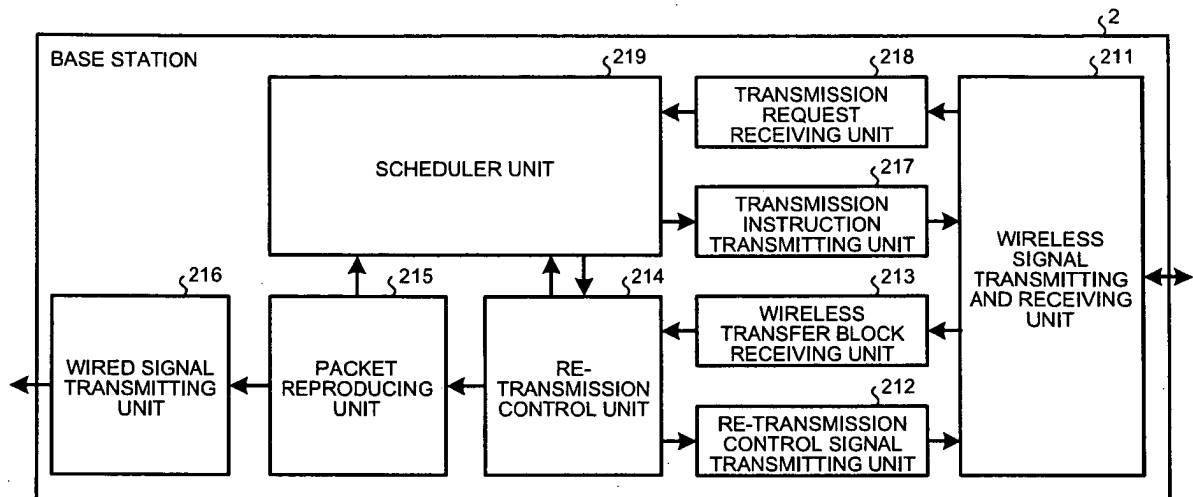 2
BASE STATION
219
218
211
SCHEDULER UNIT
TRANSMISSION
REQUEST
RECEIVING UNIT
217
TRANSMISSION
INSTRUCTION
TRANSMITTING UNIT
WIRELESS
SIGNAL
TRANSMITTING
AND RECEIVING
UNIT
216
215
214
213
WIRED SIGNAL
TRANSMITTING
UNIT
PACKET
REPRODUCING
UNIT
RE-
TRANSMISSION
CONTROL UNIT
WIRELESS
TRANSFER BLOCK
RECEIVING UNIT
212
RE-TRANSMISSION
CONTROL SIGNAL
TRANSMITTING UNIT